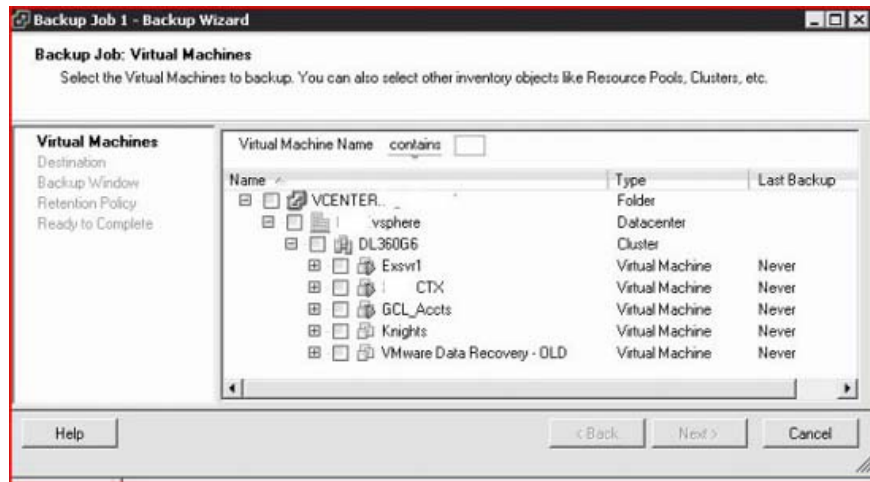 Backup Job 1 - Backup Wizard
Backup Job: Virtual Machines
Select the Virtual Machines to backup. You can also select other inventory objects like Resource Pools, Clusters, etc.
Virtual Machines
Destination
Backup Window
Retention Policy
Ready to Complete
Virtual Machine Name contains
Name Type Last Backup
VCENTER.. Folder
vsphere Datacenter
DL360G6 Cluster
Exsvr1 Virtual Machine Never
CTX Virtual Machine Never
GCL_Accts Virtual Machine Never
Knights Virtual Machine Never
VMware Data Recovery - OLD Virtual Machine Never
Help < Back Next > Cancel